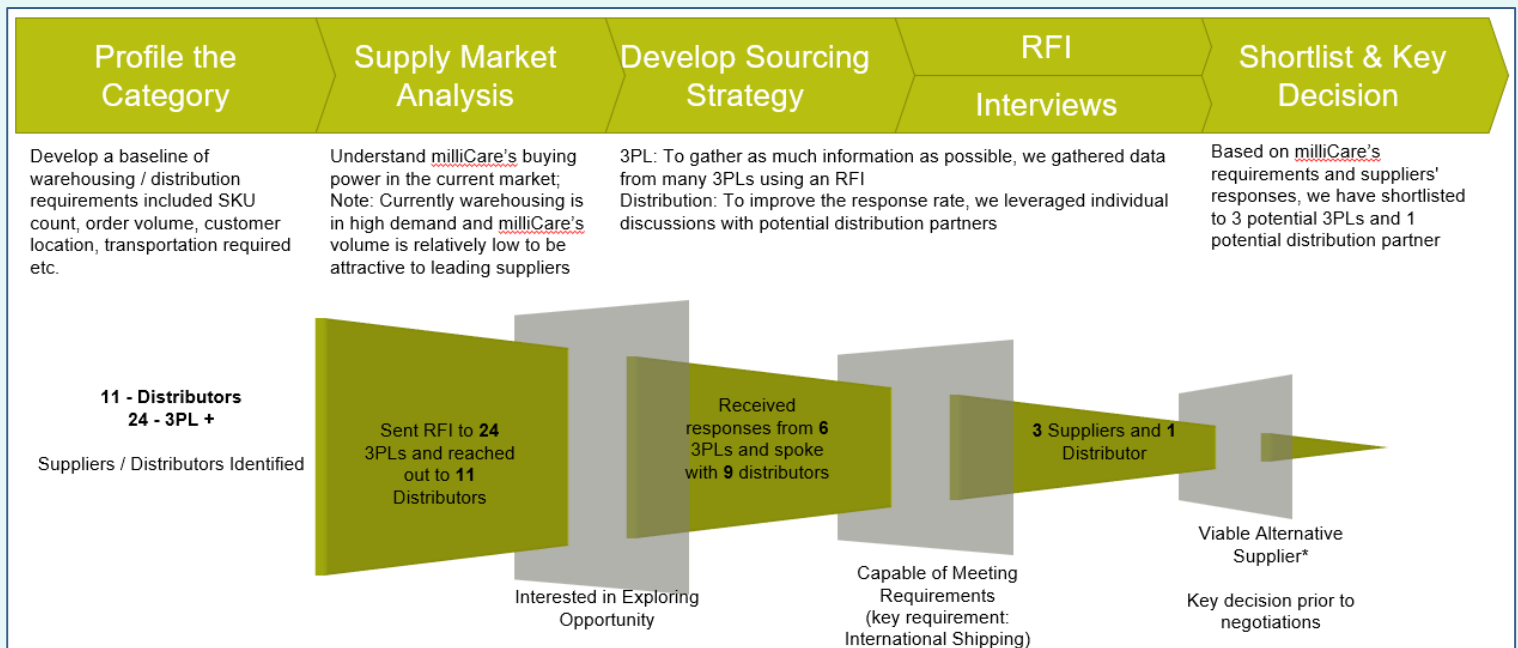 Profile the
Category
Supply Market
Analysis
Develop Sourcing
Strategy
RFI
Interviews
Shortlist & Key
Decision
Develop a baseline of
warehousing / distribution
requirements included SKU
count, order volume, customer
location, transportation required
etc.
Understand milliCare's buying
power in the current market;
Note: Currently warehousing is
in high demand and milliCare's
volume is relatively low to be
attractive to leading suppliers
3PL: To gather as much information as possible, we gathered data
from many 3PLs using an RFI
Distribution: To improve the response rate, we leveraged individual
discussions with potential distribution partners
Based on milliCare's
requirements and suppliers'
responses, we have shortlisted
to 3 potential 3PLs and 1
potential distribution partner
11 - Distributors
24 - 3PL +
Suppliers / Distributors Identified
Sent RFI to 24
3PLs and reached
out to 11
Distributors
Interested in Exploring
Opportunity
Received
responses from 6
3PLs and spoke
with 9 distributors
Capable of Meeting
Requirements
(key requirement:
International Shipping)
3 Suppliers and 1
Distributor
Viable Alternative
Supplier*
Key decision prior to
negotiations